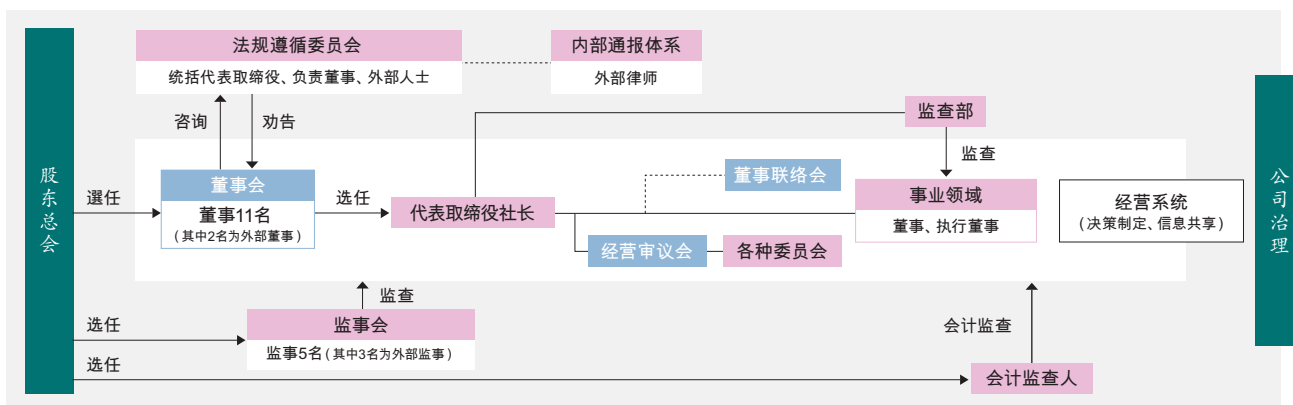 法规遵循委员会
统括代表取缔役、负责董事、外部人士
内部通报体系
外部律师
咨询
劝告
监查部
监查
股东总会
選任
董事会
董事11名
(其中2名为外部董事)
选任
代表取缔役社长
董事联络会
经营审议会
各种委员会
事业领域
董事、执行董事
经营系统
(决策制定、信息共享)
公司治理
监查
选任
监事会
监事5名(其中3名为外部监事)
会计监查
选任
会计监查人